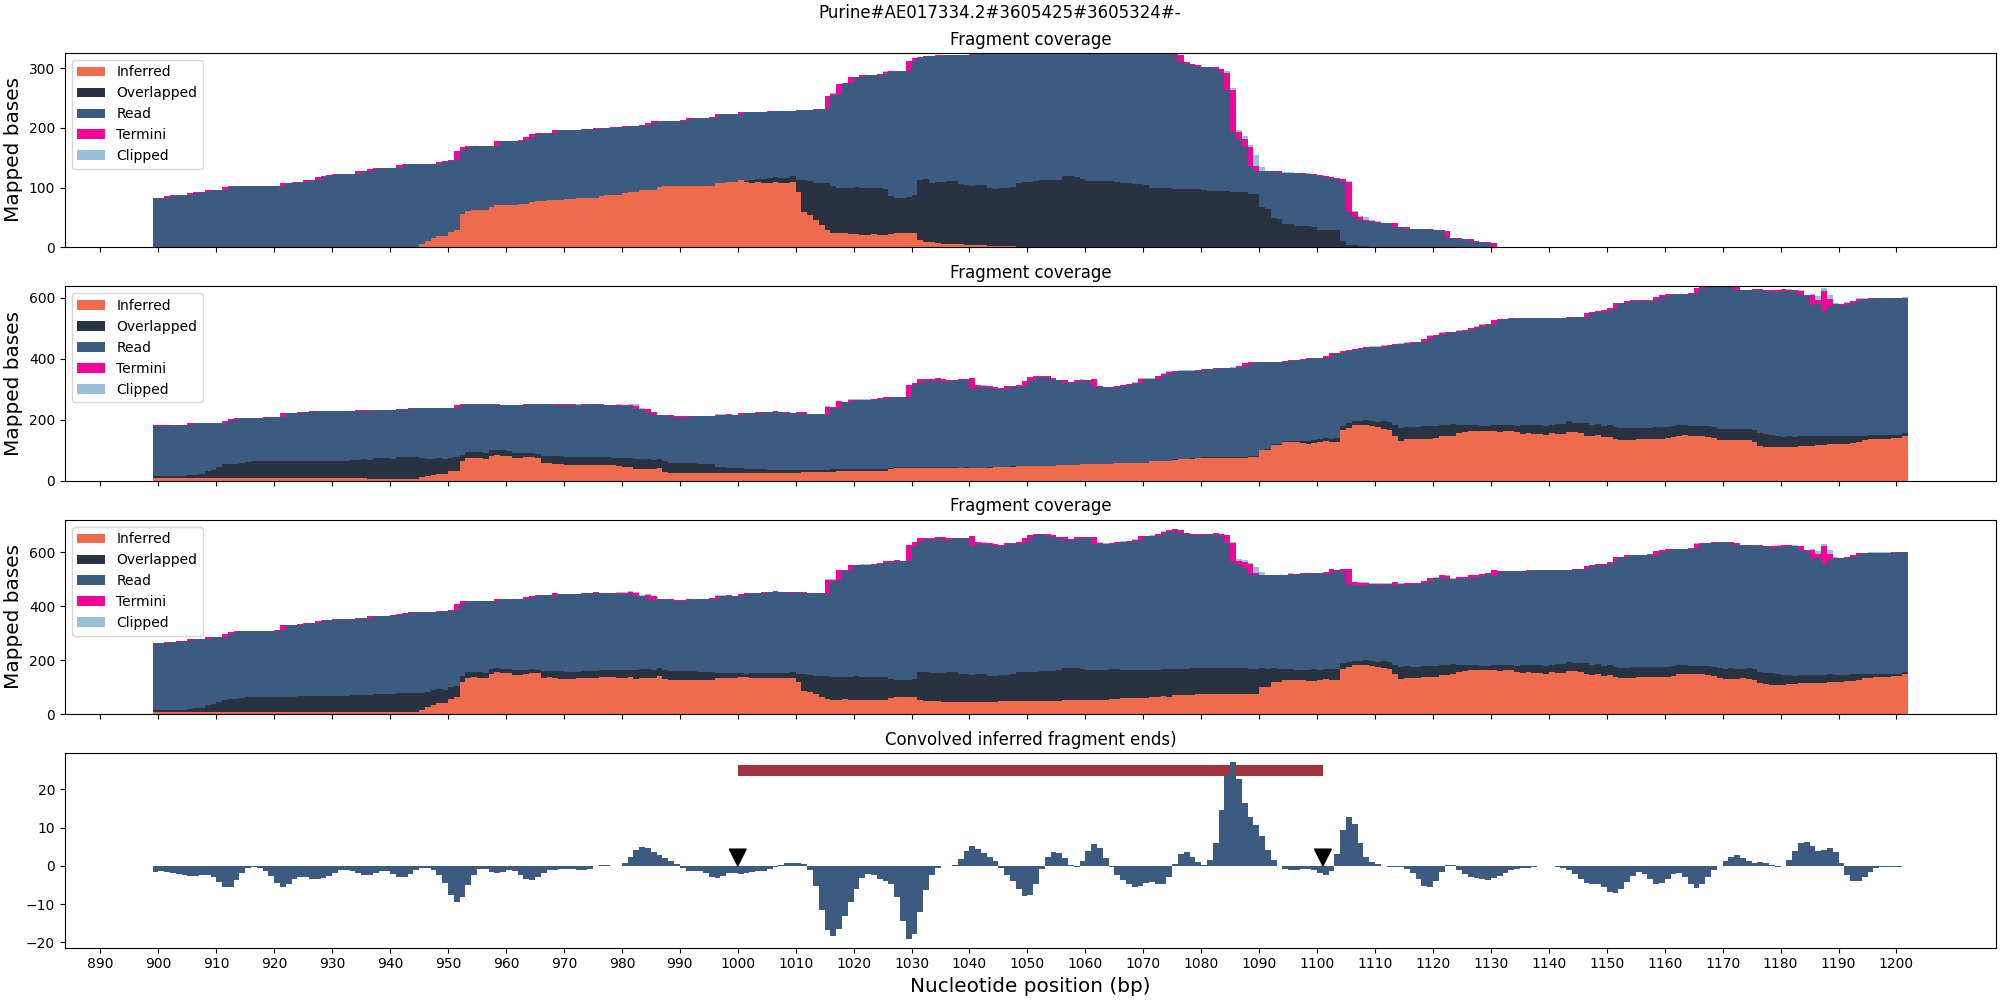 Purine#AE017334.2#3605425#3605324#-
Fragment coverage
Mapped bases
300
200
100
0
Inferred
Overlapped
Read
Termini
Clipped
Fragment coverage
Mapped bases
600
400
200
0
Inferred
Overlapped
Read
Termini
Clipped
Fragment coverage
Mapped bases
600
400
200
0
Inferred
Overlapped
Read
Termini
Clipped
Convolved inferred fragment ends)
20
10
0
−10
−20
890 900 910 920 930 940 950 960 970 980 990 1000 1010 1020 1030 1040 1050 1060 1070 1080 1090 1100 1110 1120 1130 1140 1150 1160 1170 1180 1190 1200
Nucleotide position (bp)